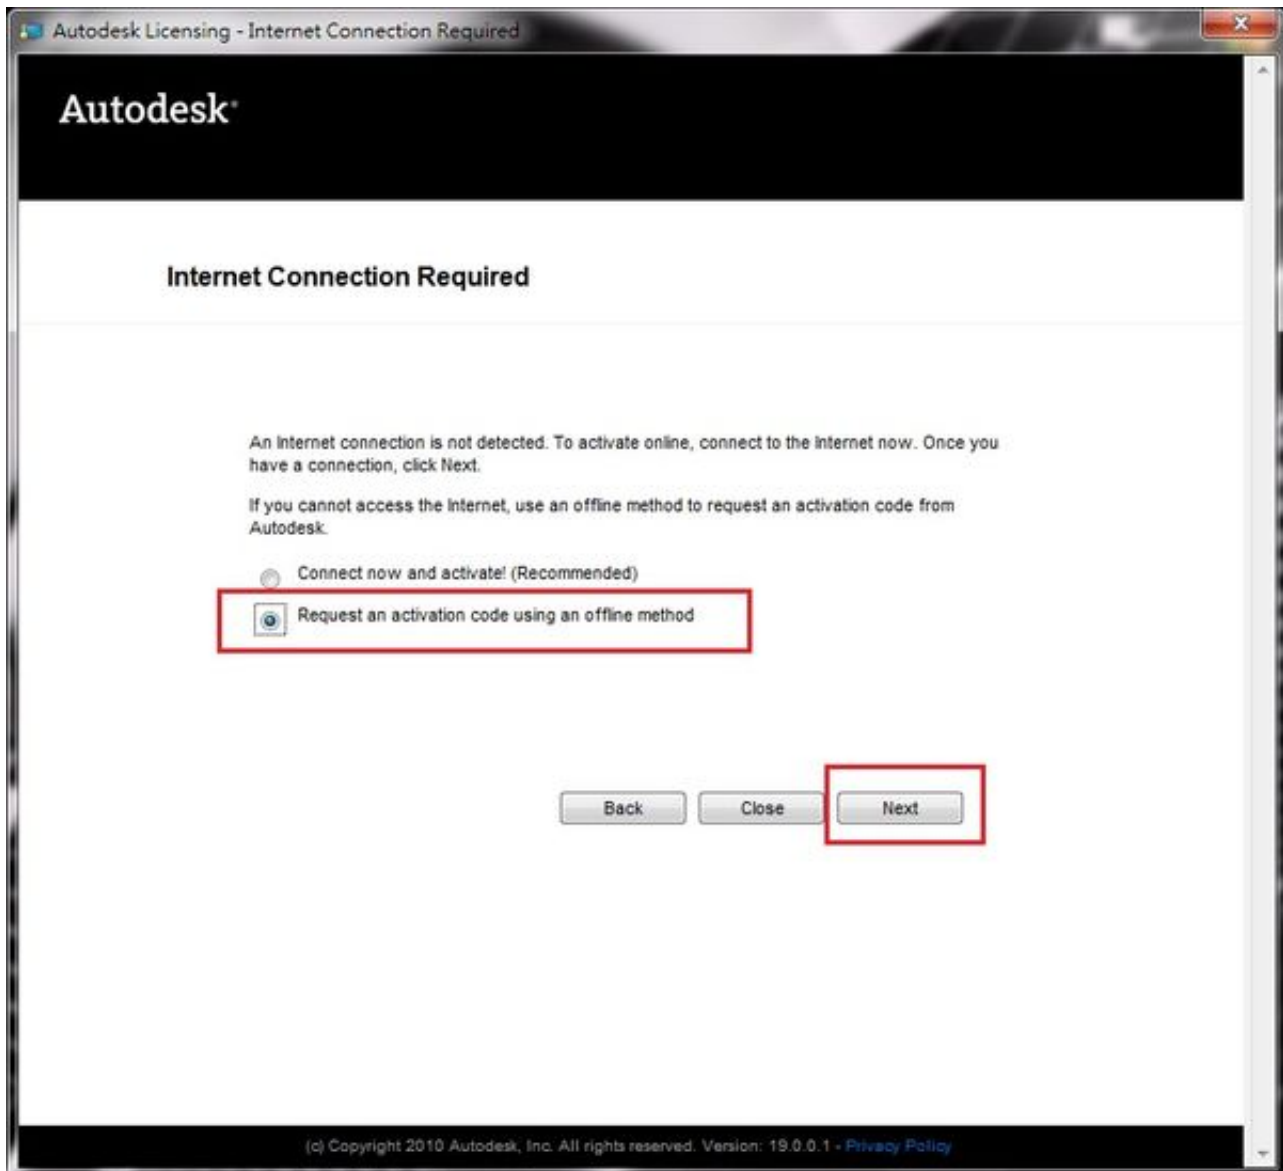 Autodesk Licensing - Internet Connection Required
Autodesk
Internet Connection Required
An Internet connection is not detected. To activate online, connect to the Internet now. Once you
have a connection, click Next.
If you cannot access the Internet, use an offline method to request an activation code from
Autodesk.
Connect now and activate! (Recommended)
Request an activation code using an offline method
Back Close Next
(c) Copyright 2010 Autodesk, Inc. All rights reserved. Version: 19.0.0.1 - Privacy Policy